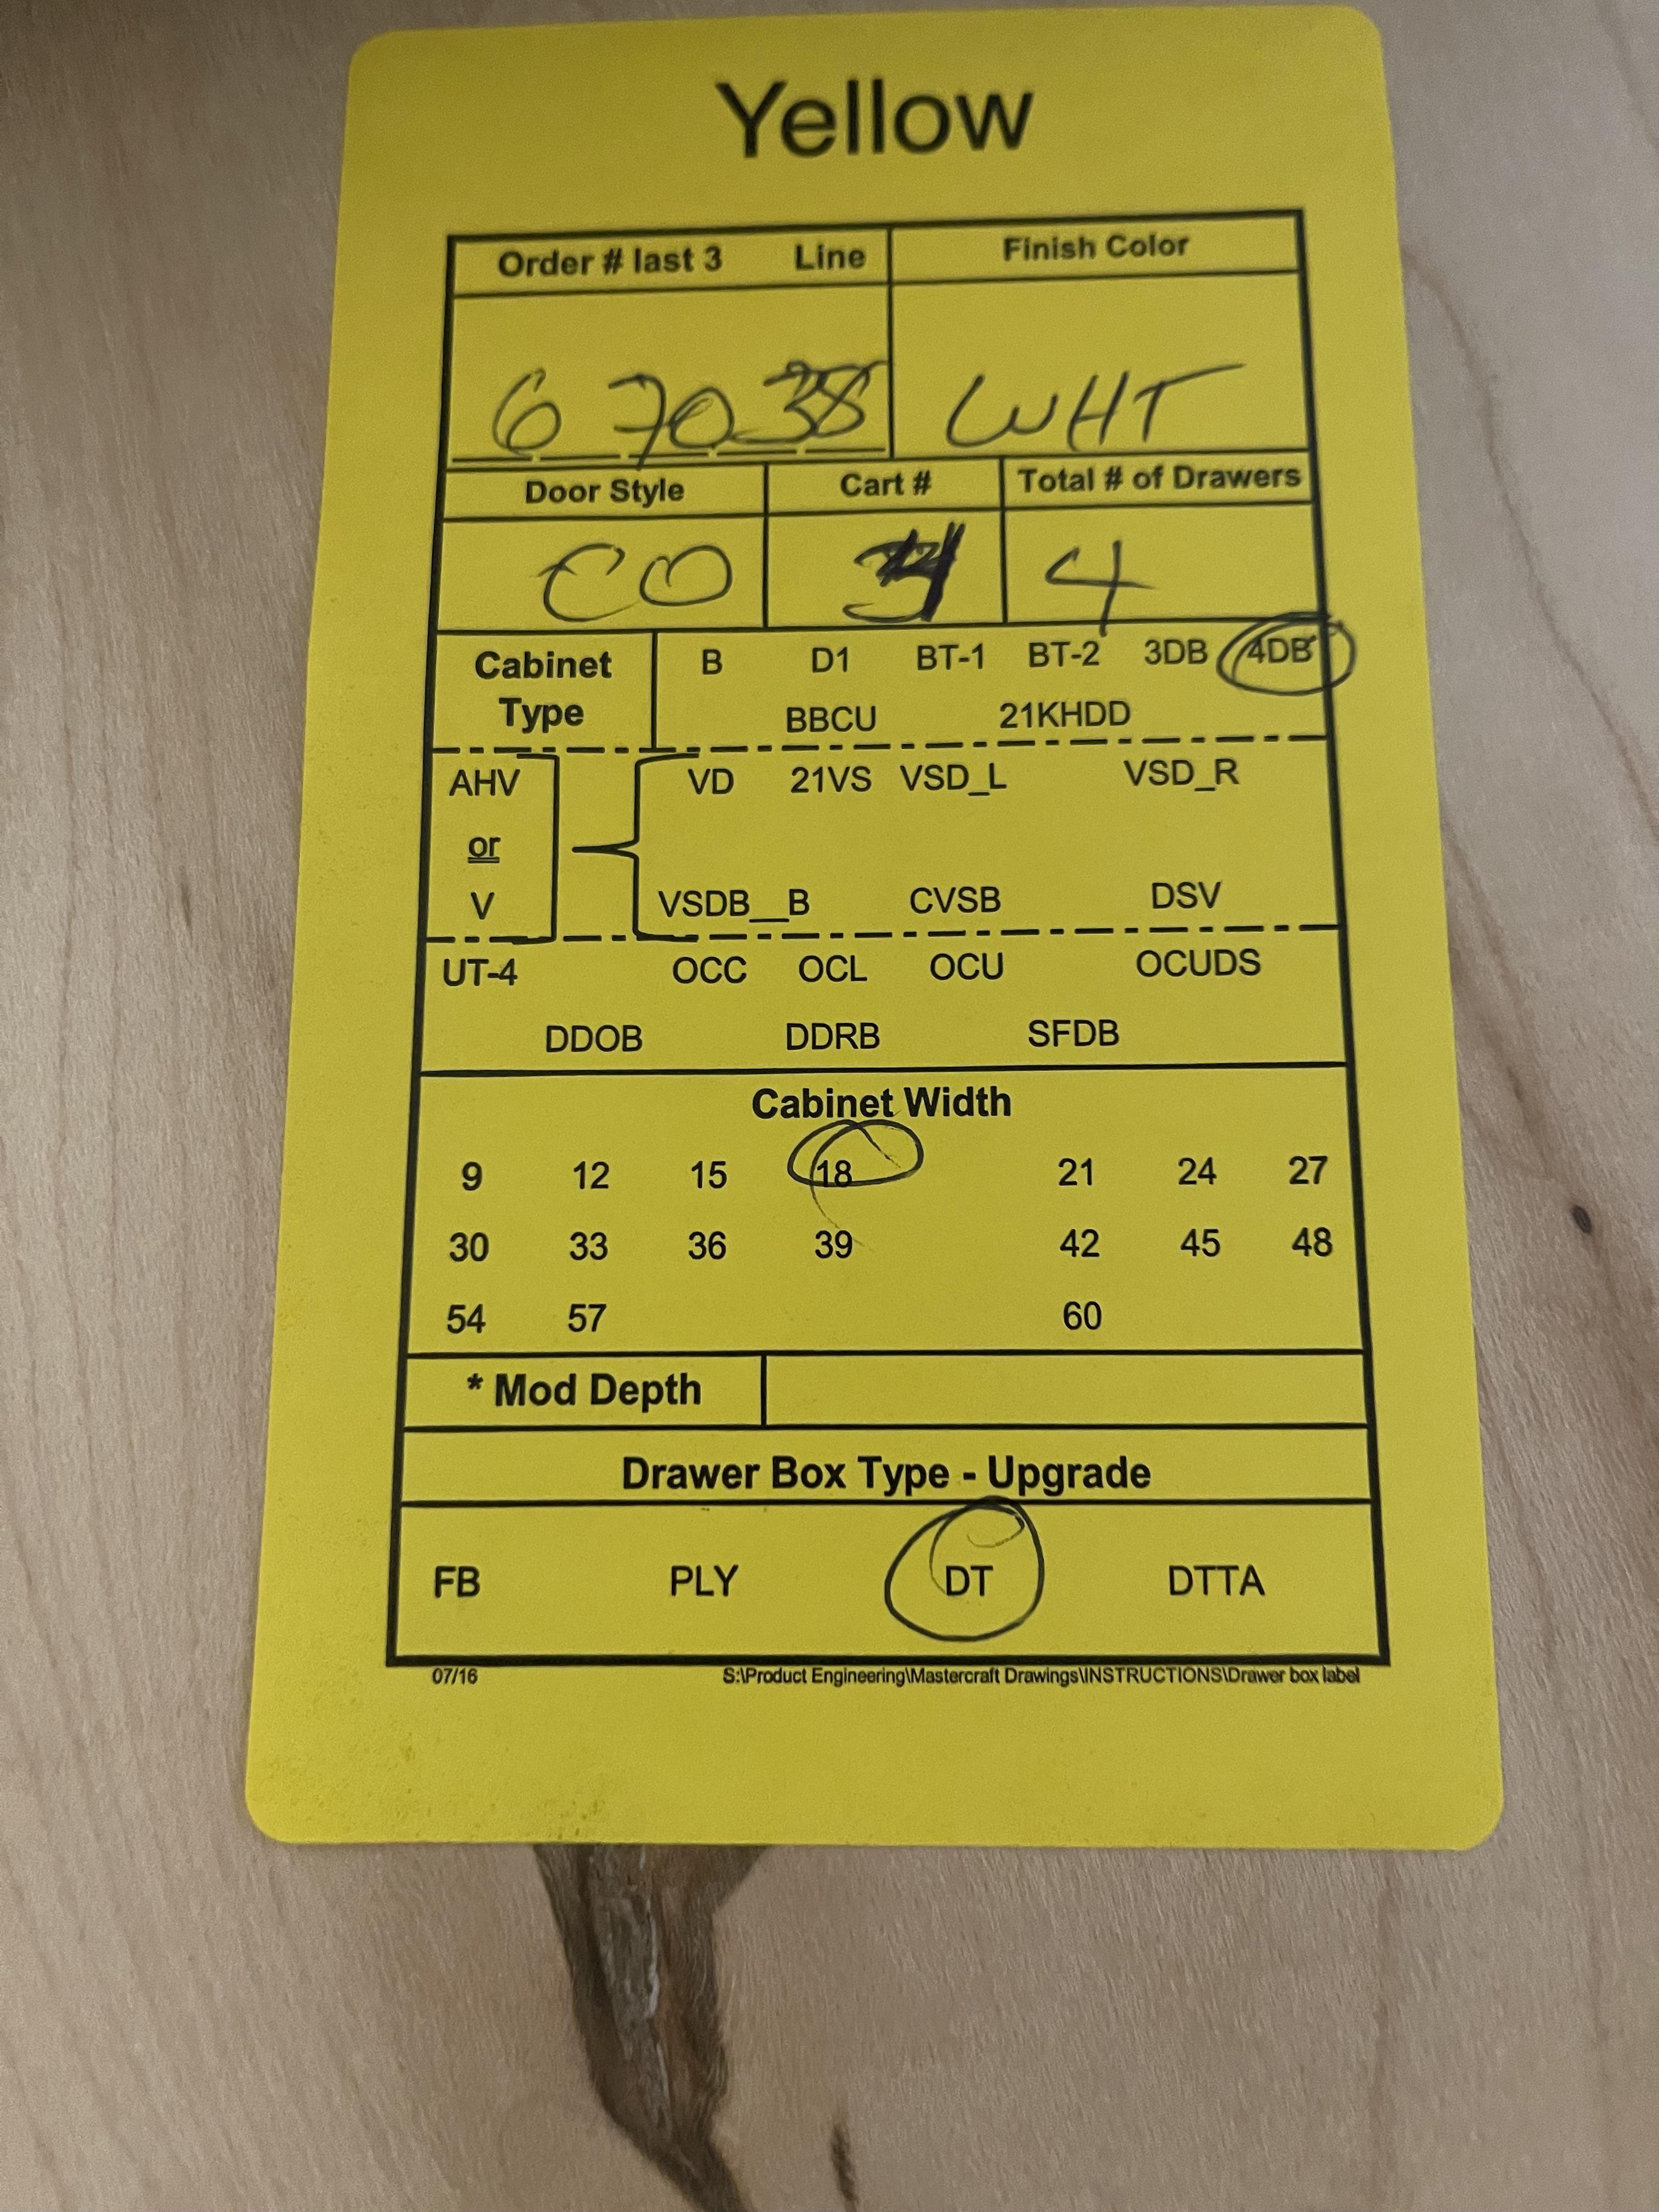 Yellow
Order # last 3 Line Finish Color
6 70 38 WHT
Door Style Cart # Total # of Drawers
CO 4
Cabinet Type B D1 BT-1 BT-2 3DB 4DB
BBCU 21KHDD
AHV VD 21VS VSD_L VSD_R
or
V VSDB__B CVSB DSV
UT-4 OCC OCL OCU OCUDS
DDOB DDRB SFDB
Cabinet Width
9 12 15 18 21 24 27
30 33 36 39 42 45 48
54 57 60
* Mod Depth
Drawer Box Type - Upgrade
FB PLY DT DTTA
07/16 S:\Product Engineering\Mastercraft Drawings\INSTRUCTIONS\Drawer box label